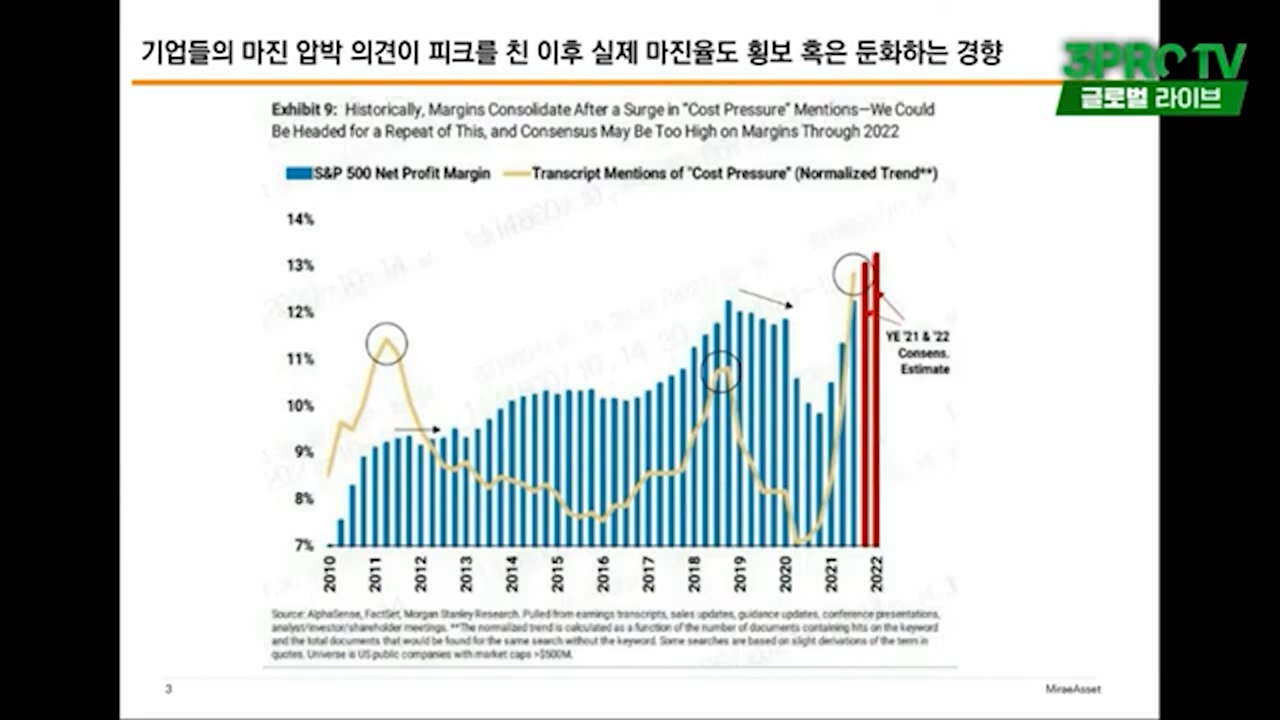 기업들의 마진 압박 의견이 피크를 친 이후 실제 마진율도 횡보 혹은 둔화하는 경향
3PRO TV
글로벌 라이브
Exhibit 9: Historically, Margins Consolidate After a Surge in "Cost Pressure" Mentions—We Could
Be Headed for a Repeat of This, and Consensus May Be Too High on Margins Through 2022
S&P 500 Net Profit Margin
Transcript Mentions of "Cost Pressure" (Normalized Trend**)
14%
13%
12%
11%
10%
9%
8%
7%
YE '21 & '22
Consens.
Estimate
2010
2011
2012
2013
2014
2015
2016
2017
2018
2019
2020
2021
2022
Source: AlphaSense, FactSet, Morgan Stanley Research. Pulled from earnings transcripts, sales updates, guidance updates, conference presentations,
analyst/investor/shareholder meetings. **The normalized trend is calculated as a function of the number of documents containing hits on the keyword
and the total documents that would be found for the same search without the keyword. Some searches are based on slight derivations of the term in
quotes. Universe is US public companies with market caps >$500M.
3
MiraeAsset